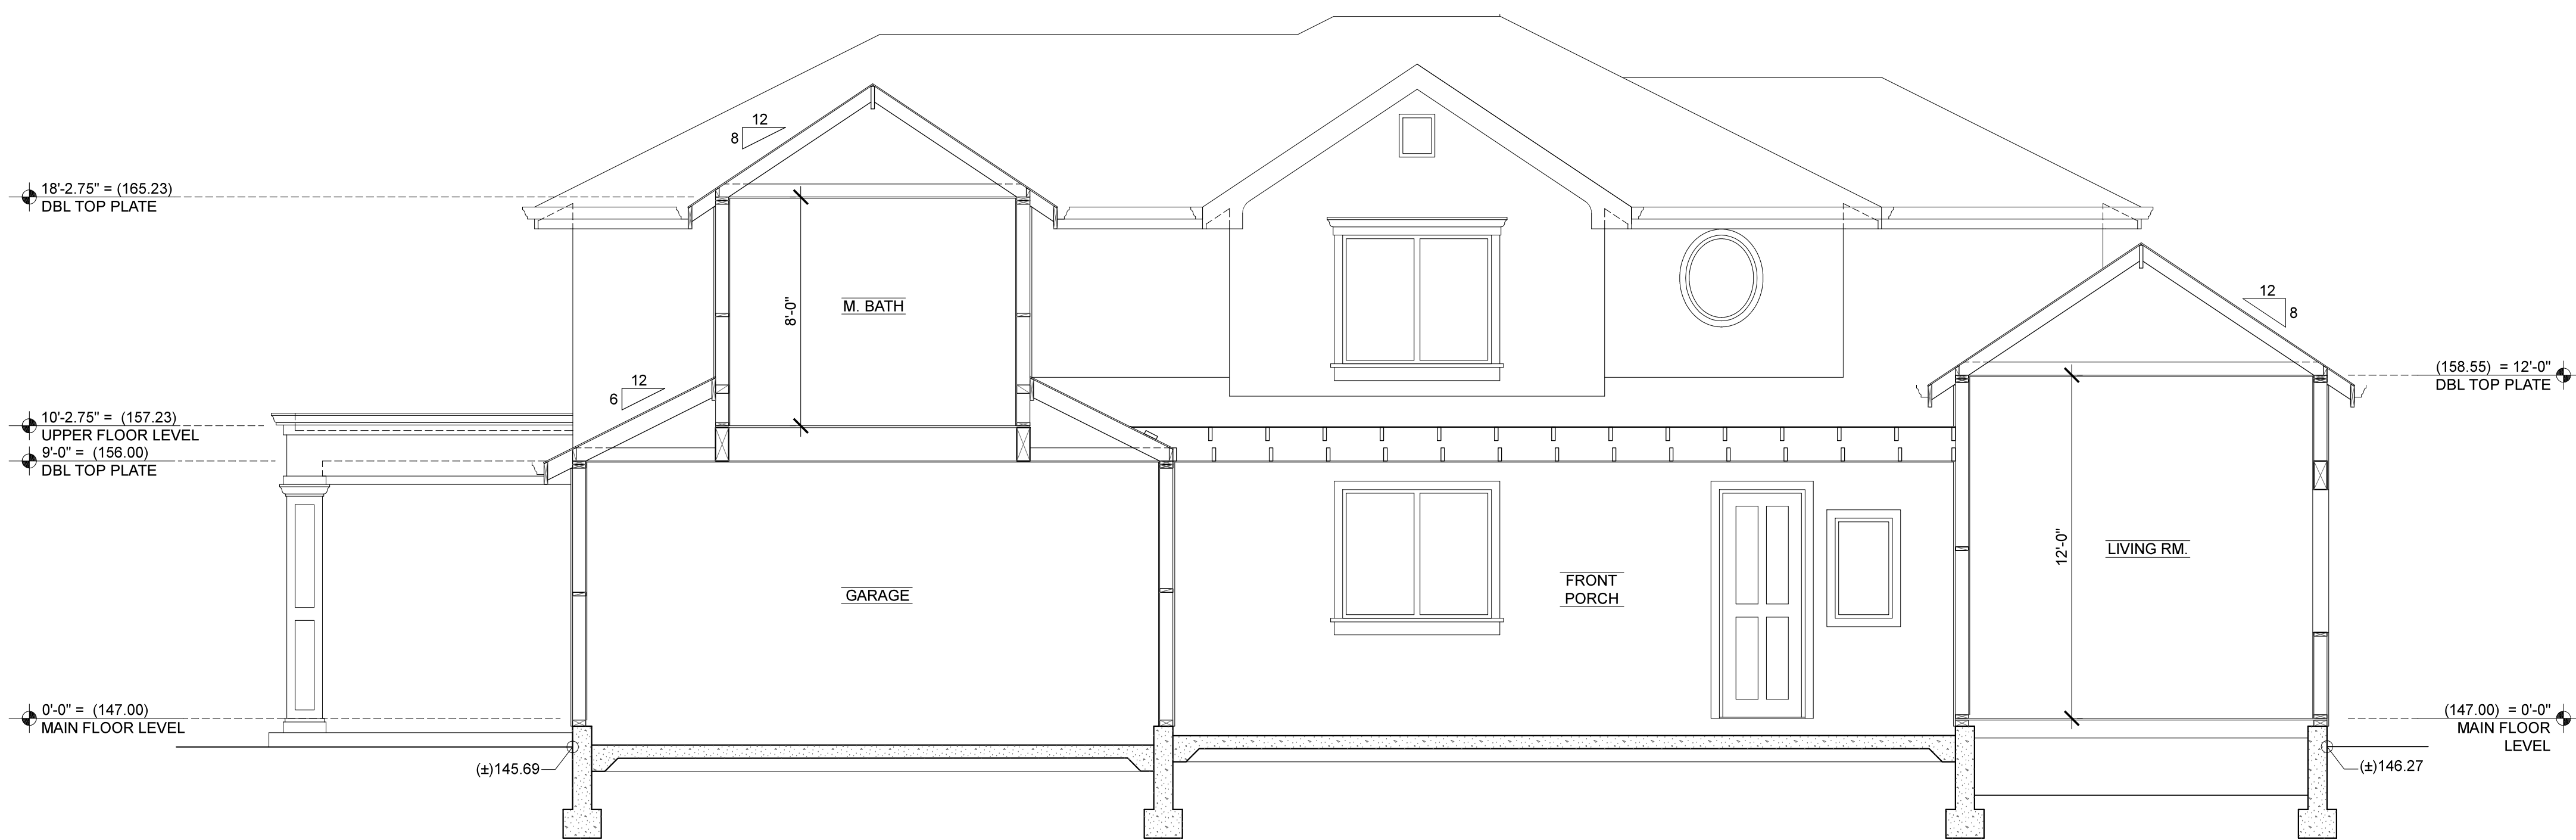 12
8
18'-2.75" = (165.23)
DBL TOP PLATE
12
8
8'-0"
M. BATH
12
6
(158.55) = 12'-0"
DBL TOP PLATE
10'-2.75" = (157.23)
UPPER FLOOR LEVEL
9'-0" = (156.00)
DBL TOP PLATE
12'-0"
LIVING RM.
GARAGE
FRONT
PORCH
0'-0" = (147.00)
MAIN FLOOR LEVEL
(147.00) = 0'-0"
MAIN FLOOR
LEVEL
(±)145.69
(±)146.27